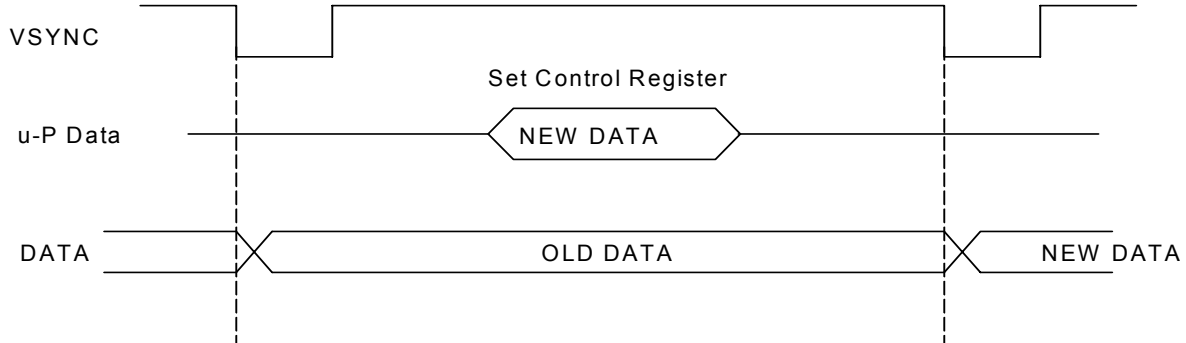 VSYNC
Set Control Register
u-P Data
NEW DATA
DATA
OLD DATA
NEW DATA